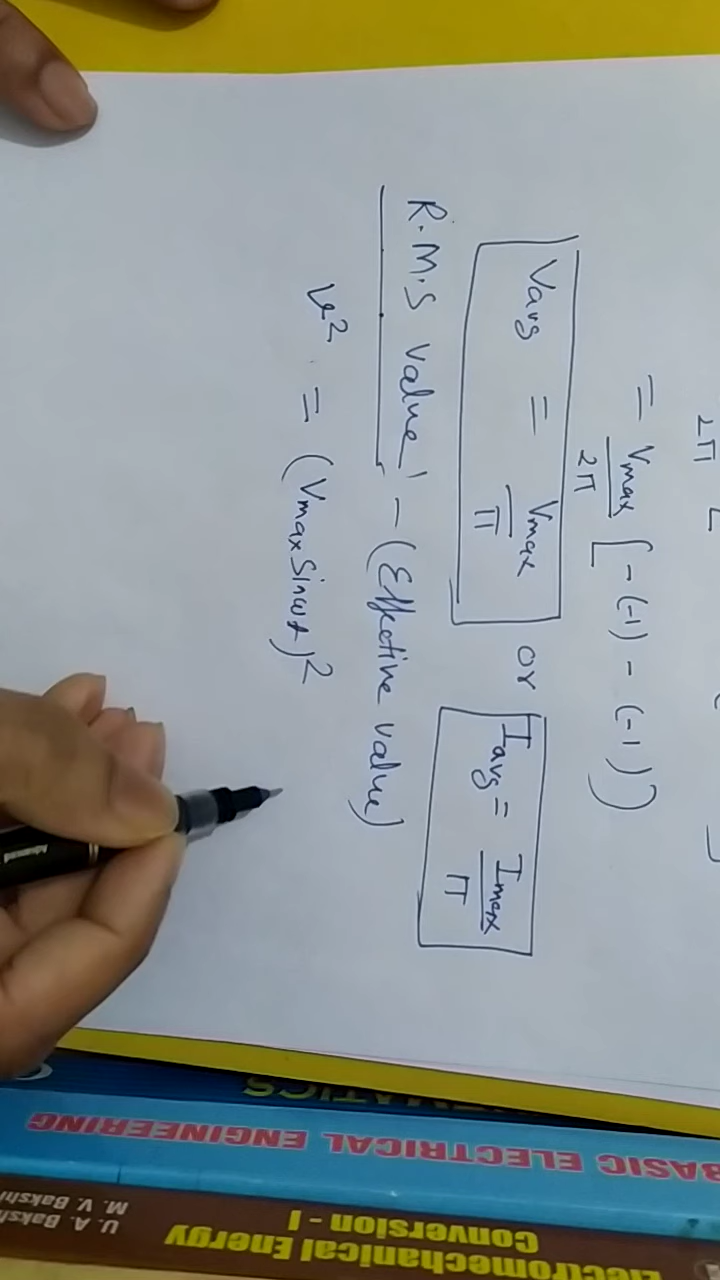 2π [
= Vmax/2π [-(-1) - (-1)]
Vavg = Vmax/π or Iavg = Imax/π
R.M.S value! - (Effective value)
v² = (Vmax Sinωt)²
Advanced
BASIC ELECTRICAL ENGINEERING
Electromechanical Energy
Conversion - I
U. A. Bakshi
M. V. Bakshi